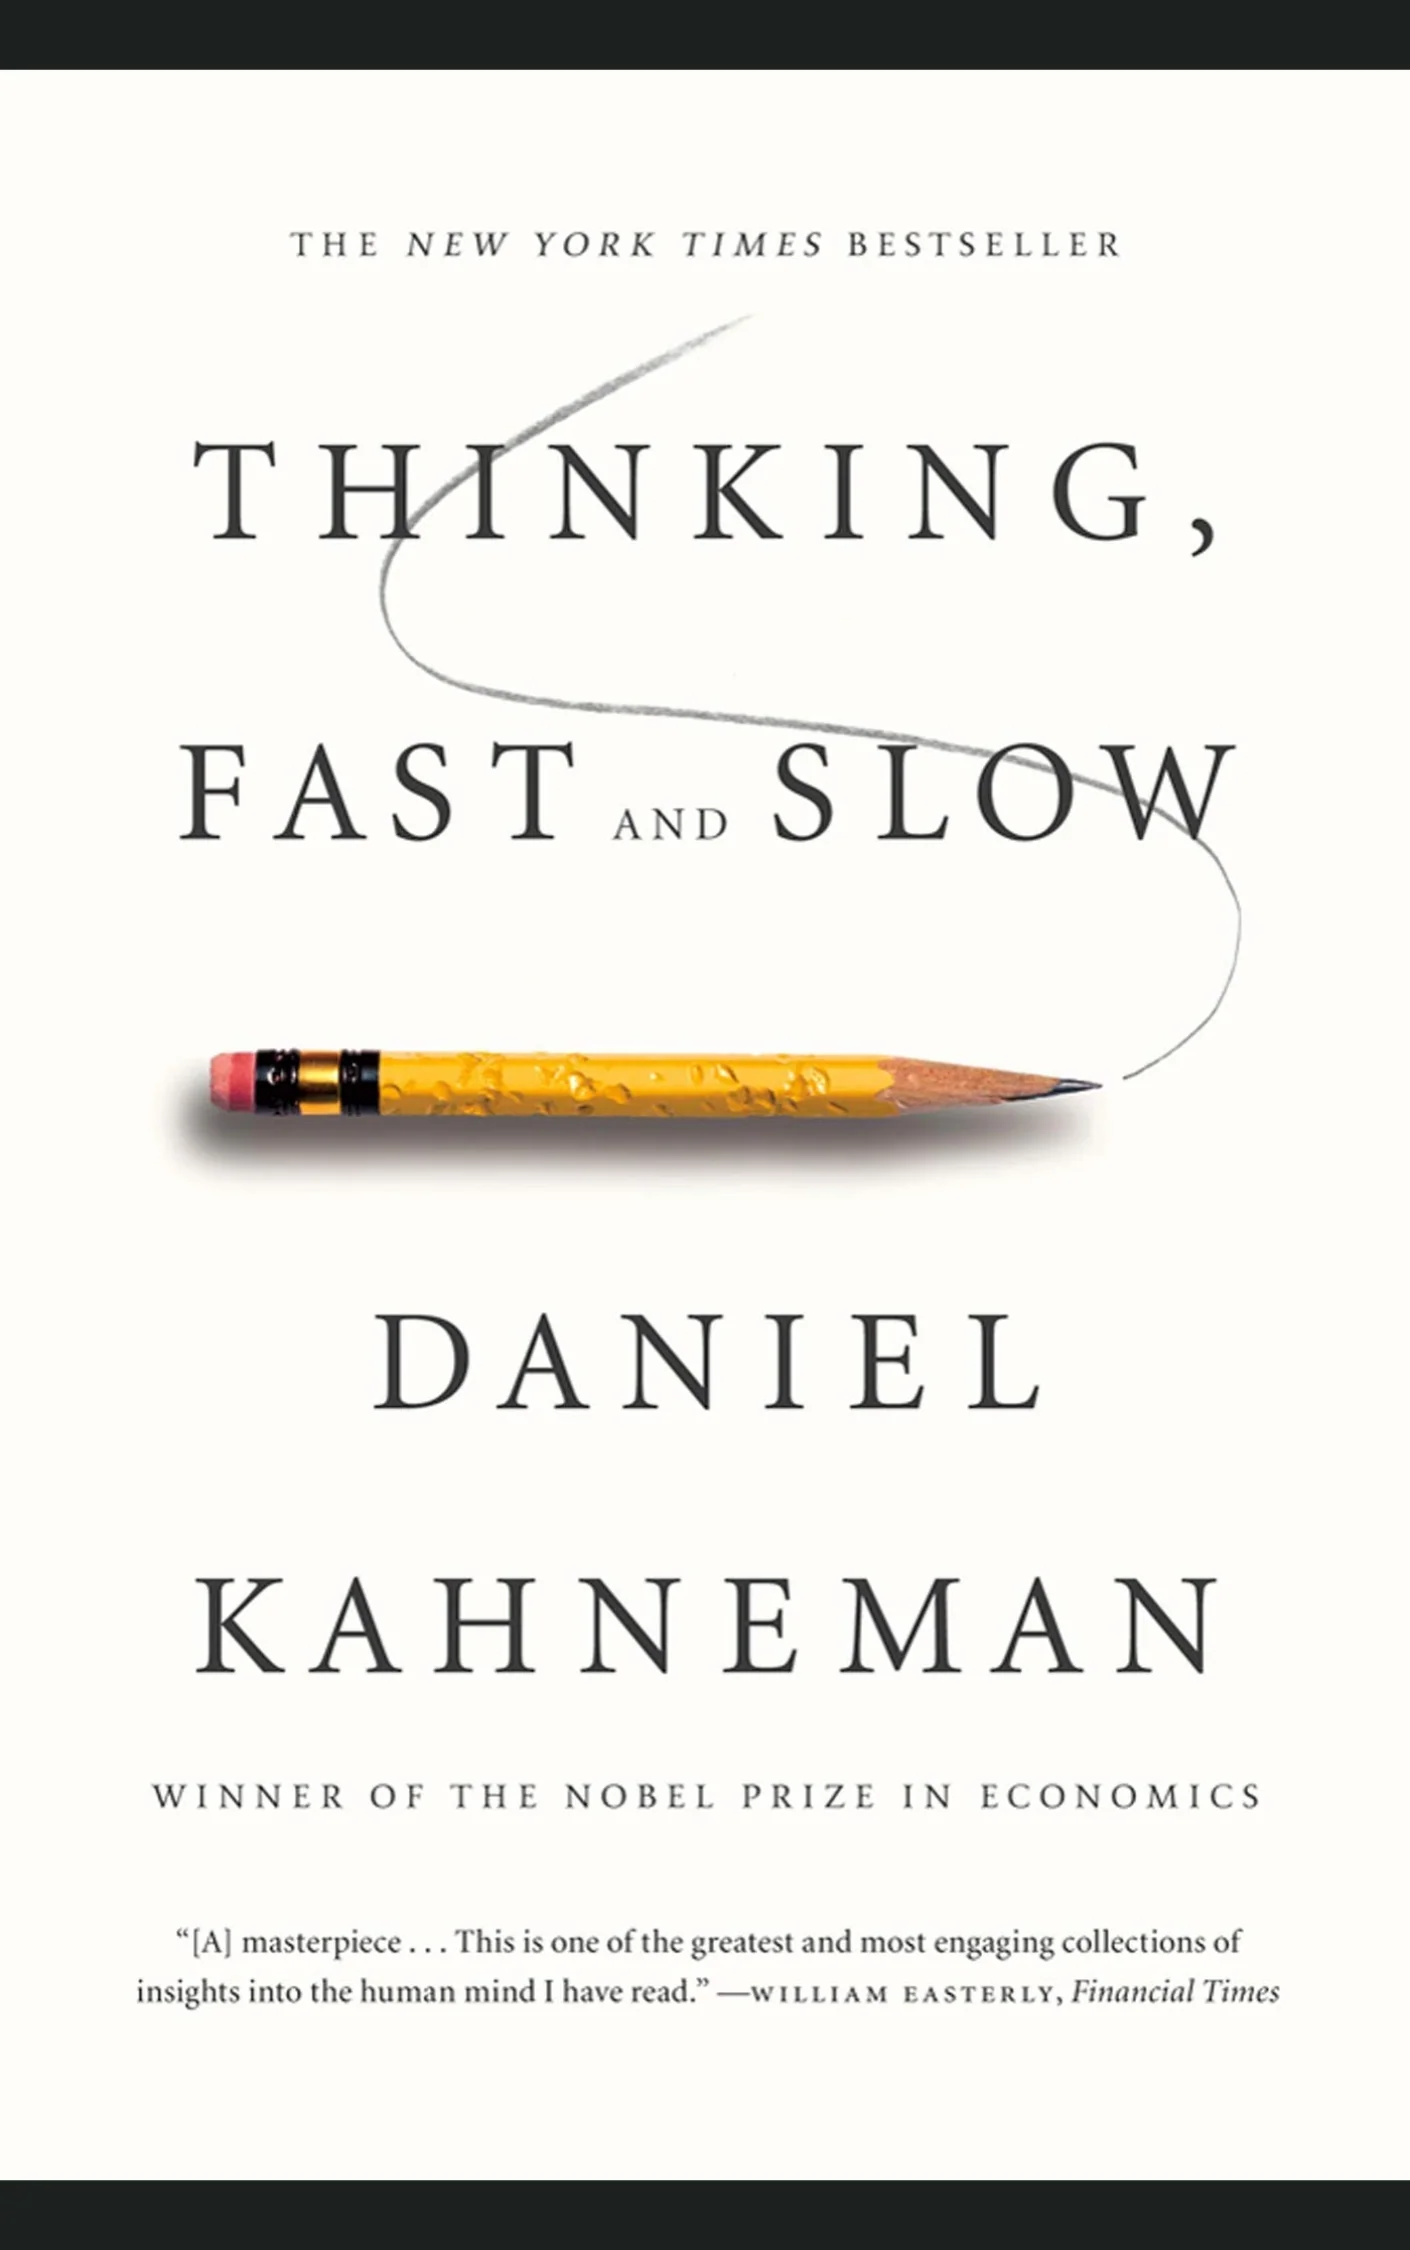 THE NEW YORK TIMES BESTSELLER
THINKING,
FAST AND SLOW
DANIEL
KAHNEMAN
WINNER OF THE NOBEL PRIZE IN ECONOMICS
“[A] masterpiece . . . This is one of the greatest and most engaging collections of
insights into the human mind I have read.” —WILLIAM EASTERLY, Financial Times